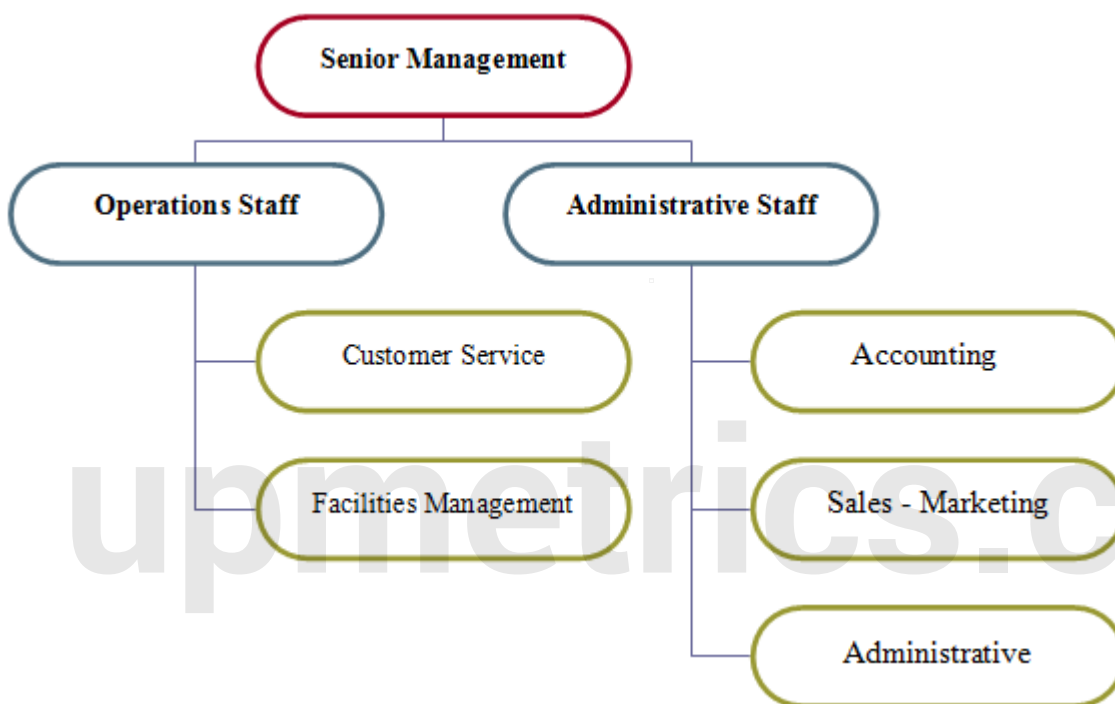 Senior Management
Operations Staff
Administrative Staff
Customer Service
Accounting
Facilities Management
Sales - Marketing
upmetrics.c
Administrative